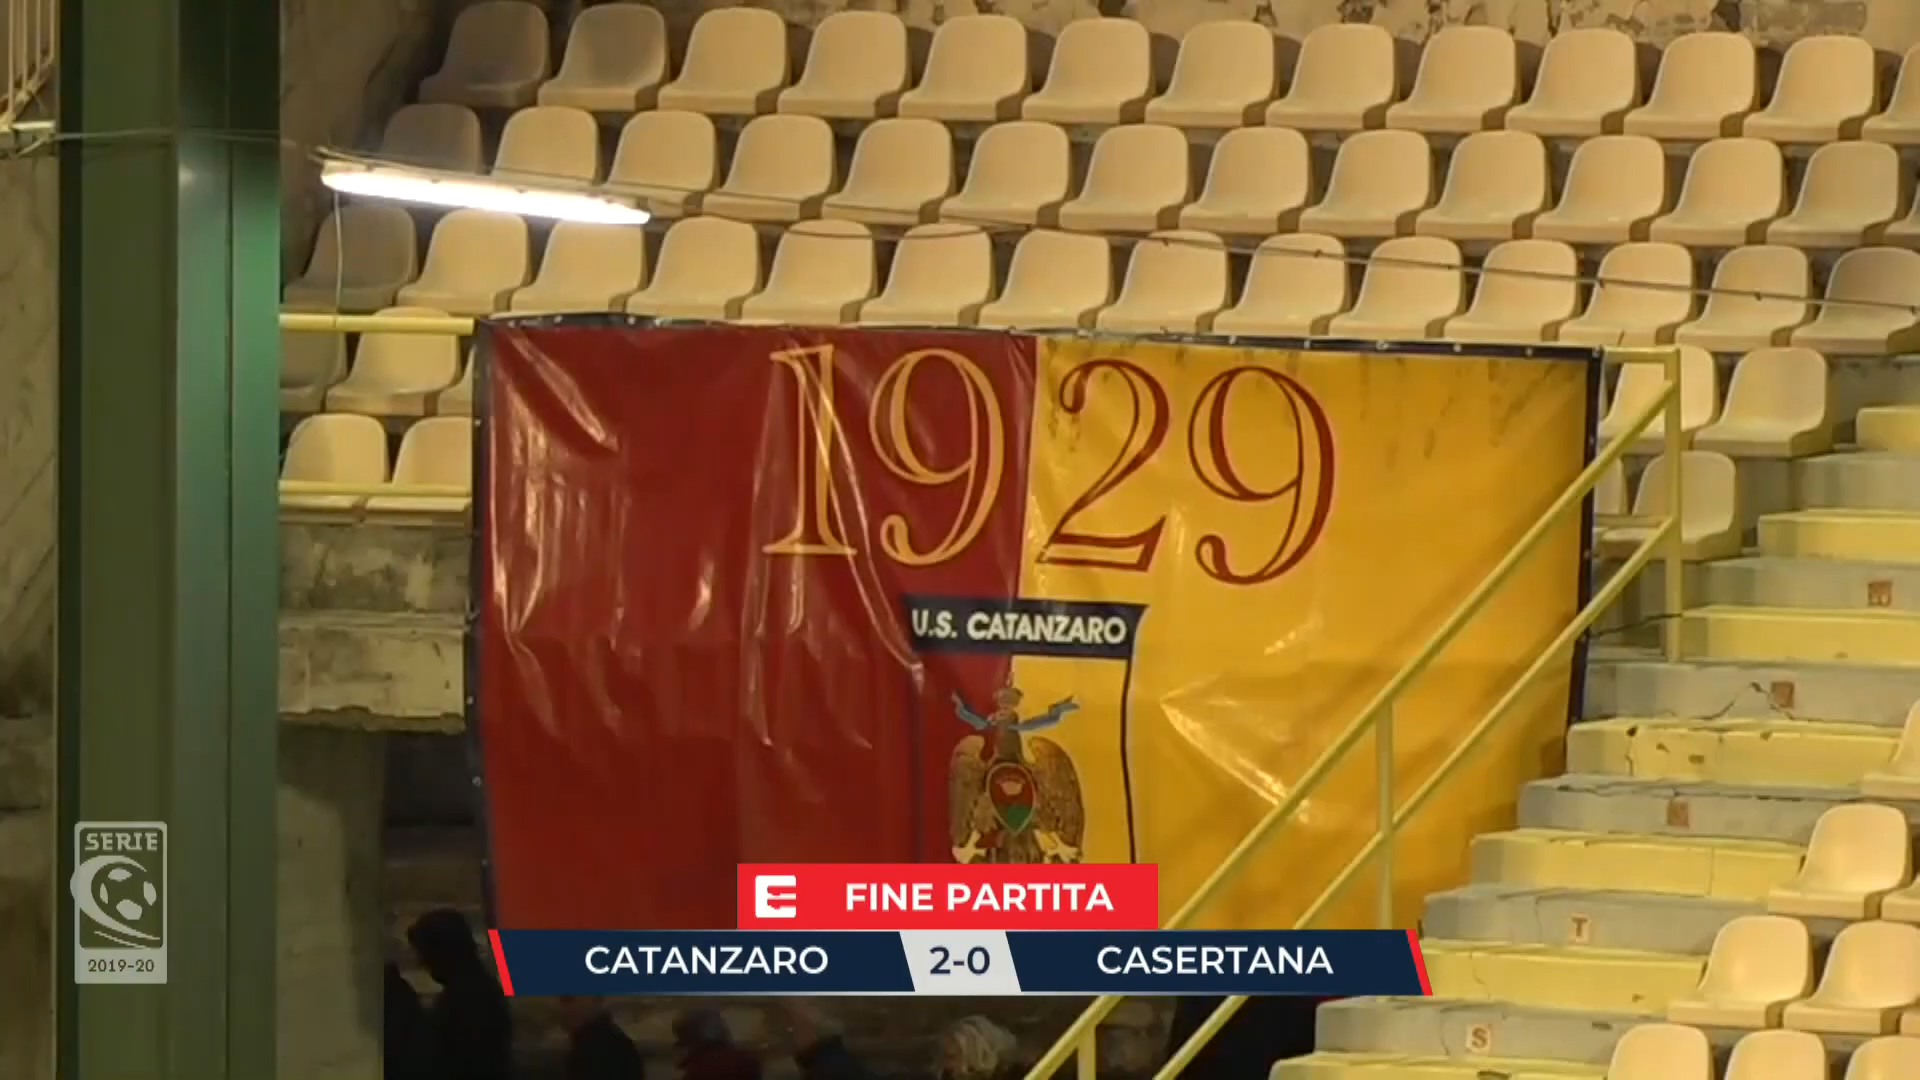 1929
U.S. CATANZARO
SERIE
2019-20
FINE PARTITA
CATANZARO 2-0 CASERTANA
T
S